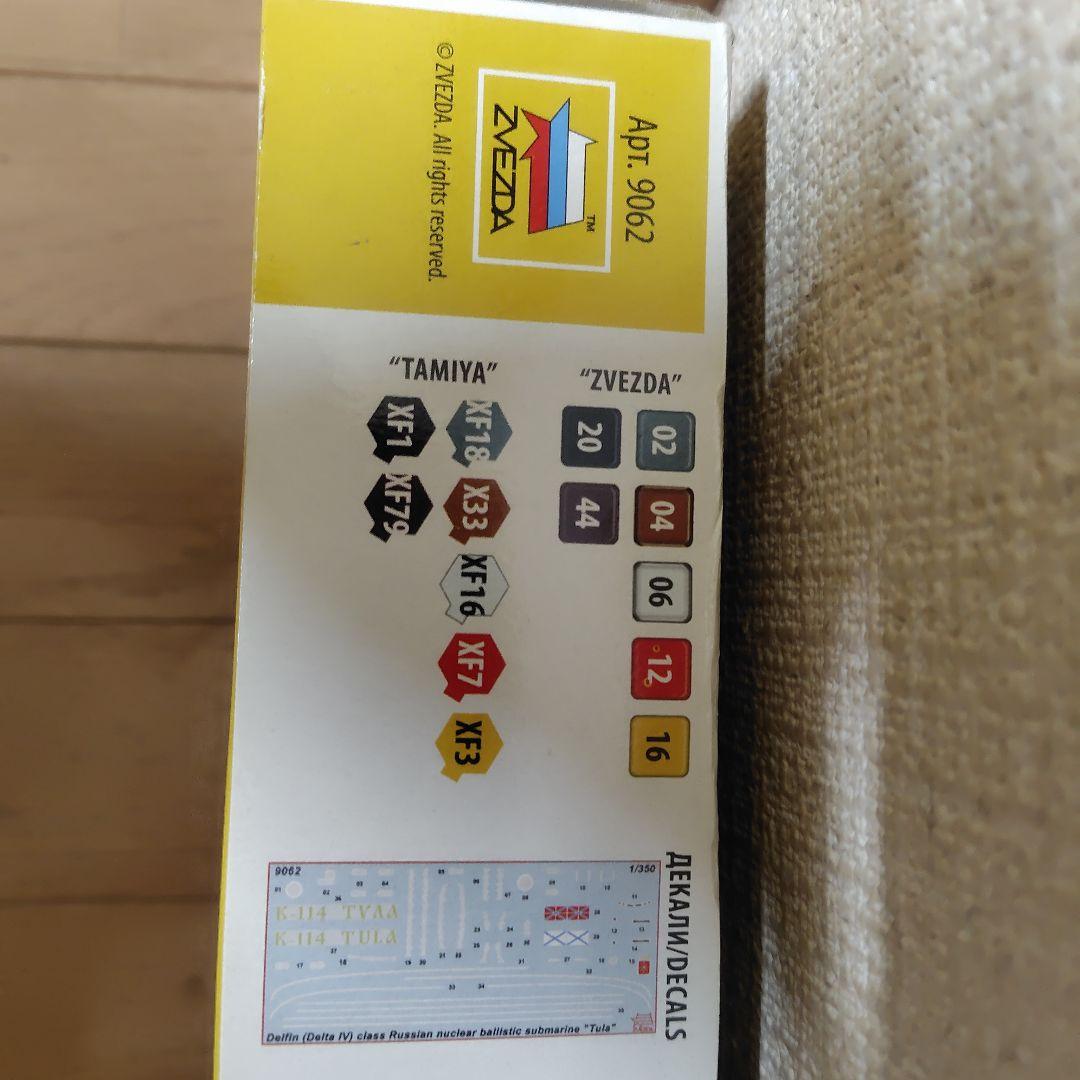 Арт. 9062
TM
ZVEZDA
© ZVEZDA. All rights reserved.
"ZVEZDA"
02 04 06 12 16
20 44
"TAMIYA"
XF18 X33 XF16 XF7 XF3
XF1 XF79
ДЕКАЛИ/DECALS
9062
1/350
К-114 ТУЛА
K-114 TULA
Delfin (Delta IV) class Russian nuclear ballistic submarine "Tula"